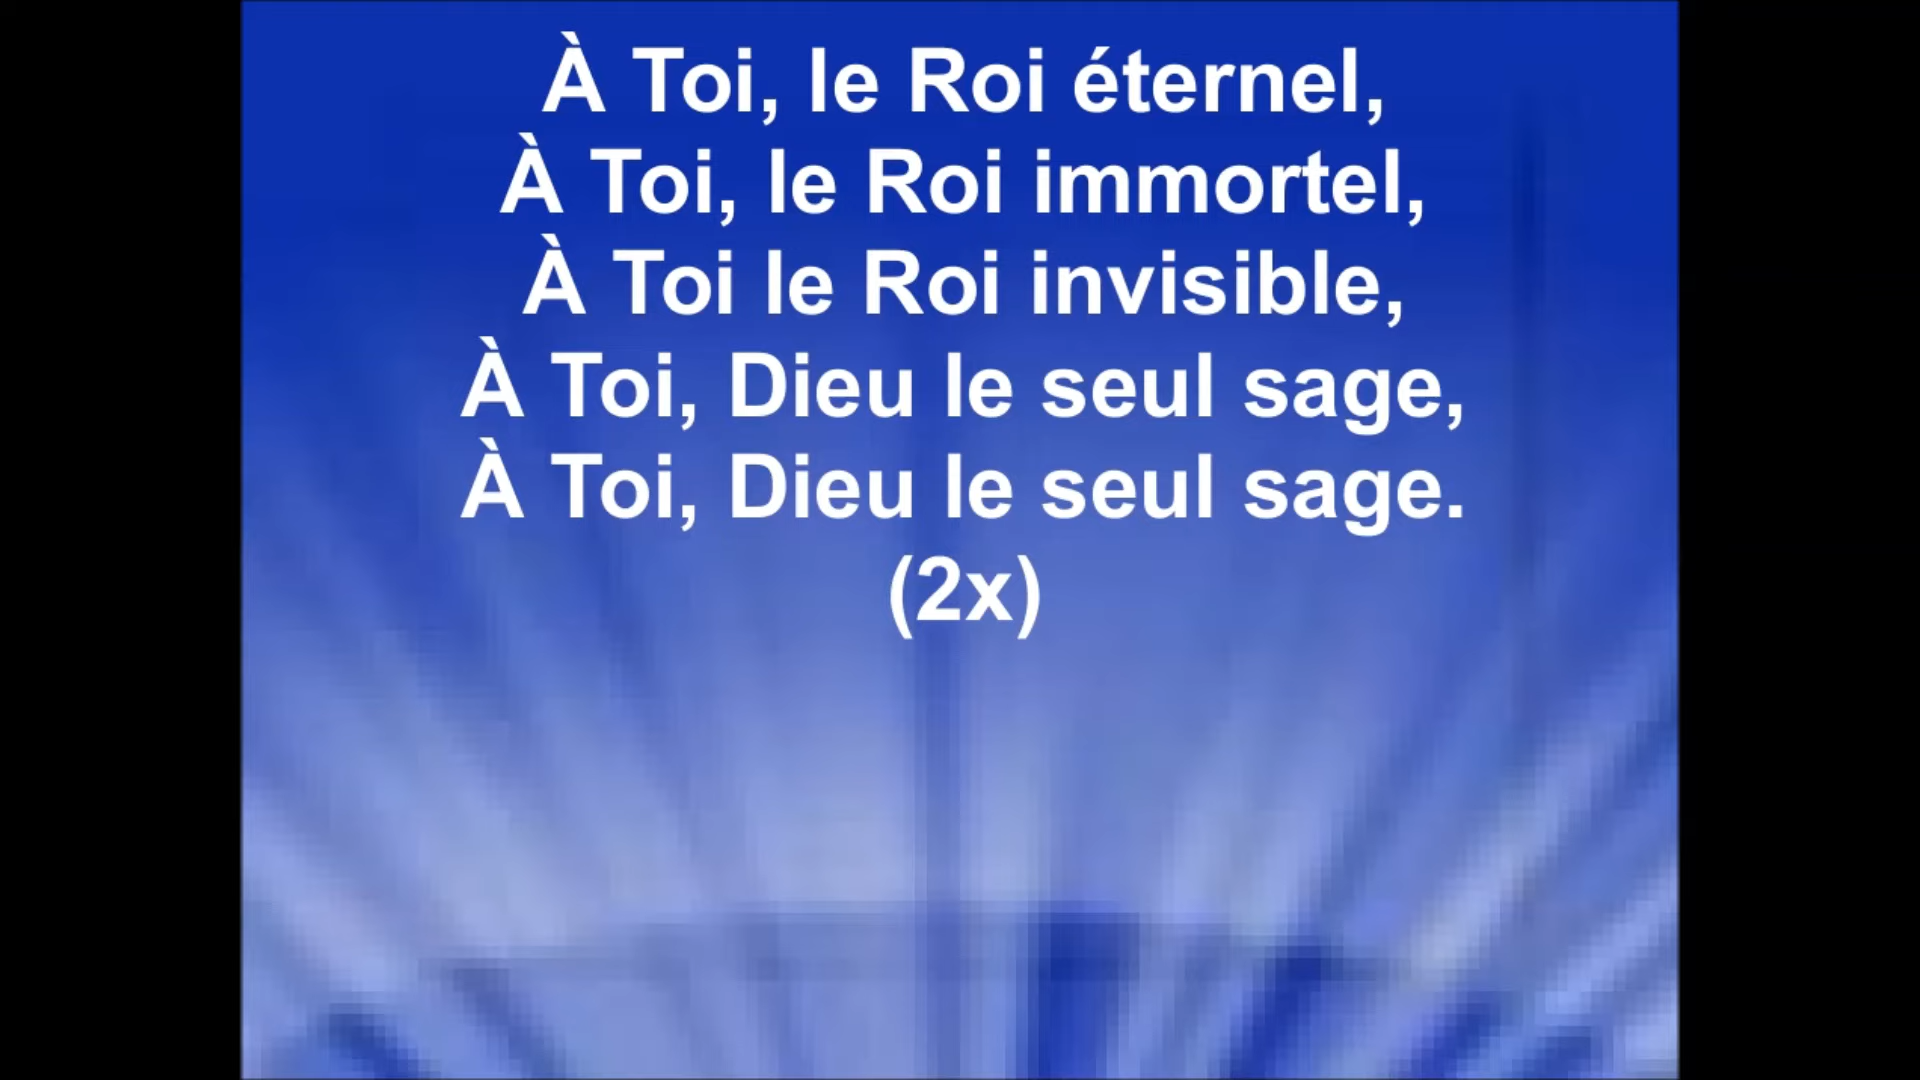 À Toi, le Roi éternel,
À Toi, le Roi immortel,
À Toi le Roi invisible,
À Toi, Dieu le seul sage,
À Toi, Dieu le seul sage.
(2x)